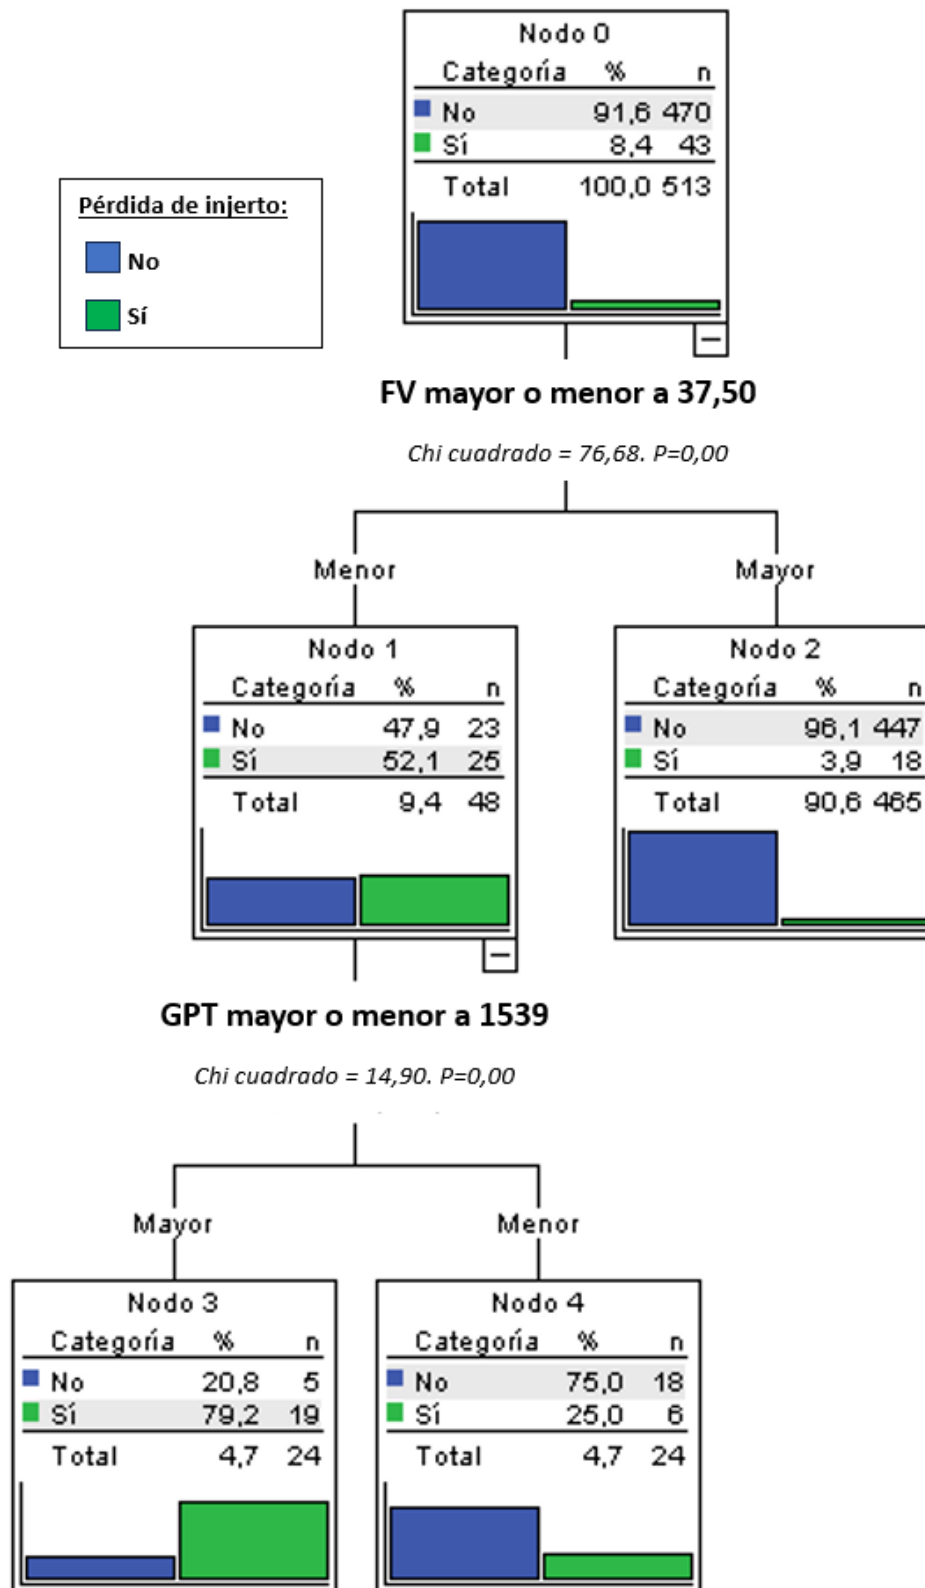 Nodo 0
Categoría % n
No 91,6 470
Sí 8,4 43
Total 100,0 513
Pérdida de injerto:
No
Sí
FV mayor o menor a 37,50
Chi cuadrado = 76,68. P=0,00
Menor
Mayor
Nodo 1
Categoría % n
No 47,9 23
Sí 52,1 25
Total 9,4 48
Nodo 2
Categoría % n
No 96,1 447
Sí 3,9 18
Total 90,6 465
GPT mayor o menor a 1539
Chi cuadrado = 14,90. P=0,00
Mayor
Menor
Nodo 3
Categoría % n
No 20,8 5
Sí 79,2 19
Total 4,7 24
Nodo 4
Categoría % n
No 75,0 18
Sí 25,0 6
Total 4,7 24